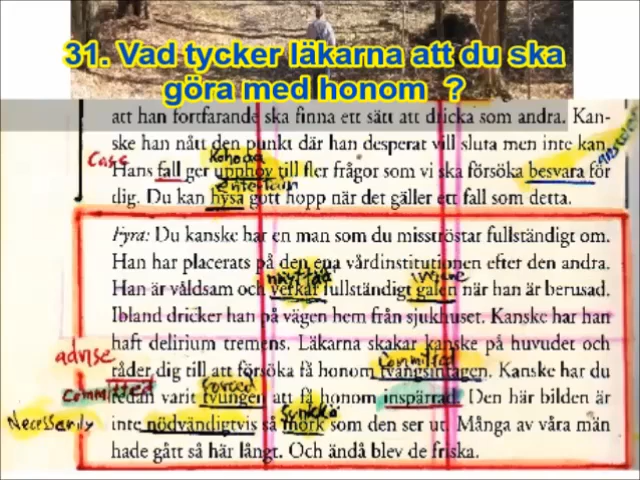 31. Vad tycker läkarna att du ska
göra med honom ?
att han fortfarande ska finna ett sätt att dricka som andra. Kan-
ske han nått den punkt där han desperat vill sluta men inte kan.
Case
Hans fall ger upphov till fler frågor som vi ska försöka besvara för
entertain
dig. Du kan hysa gott hopp när det gäller ett fall som detta.
Fyra: Du kanske har en man som du misströstar fullständigt om.
Han har placerats på den ena vårdinstitutionen efter den andra.
Han är våldsam och verkar fullständigt galen när han är berusad.
Ibland dricker han på vägen hem från sjukhuset. Kanske har han
haft delirium tremens. Läkarna skakar kanske på huvudet och
advise
Committed
råder dig till att försöka få honom tvångsintagen. Kanske har du
Committed
Forced
redan varit tvungen att få honom inspärrad. Den här bilden är
Necessarily
inte nödvändigtvis så mörk som den ser ut. Många av våra män
hade gått så här långt. Och ändå blev de friska.